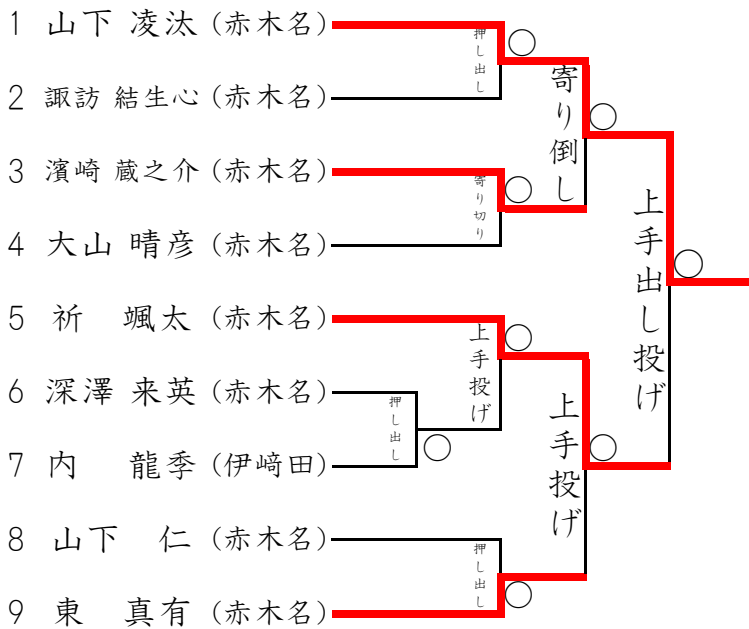 1 山下 凌汰 (赤木名)
2 諏訪 結生心 (赤木名)
3 濱崎 蔵之介 (赤木名)
4 大山 晴彦 (赤木名)
5 祈 颯太 (赤木名)
6 深澤 来英 (赤木名)
7 内 龍季 (伊﨑田)
8 山下 仁 (赤木名)
9 東 真有 (赤木名)
押し出し
寄り切り
押し出し
上手投げ
押し出し
寄り倒し
上手投げ
上手出し投げ